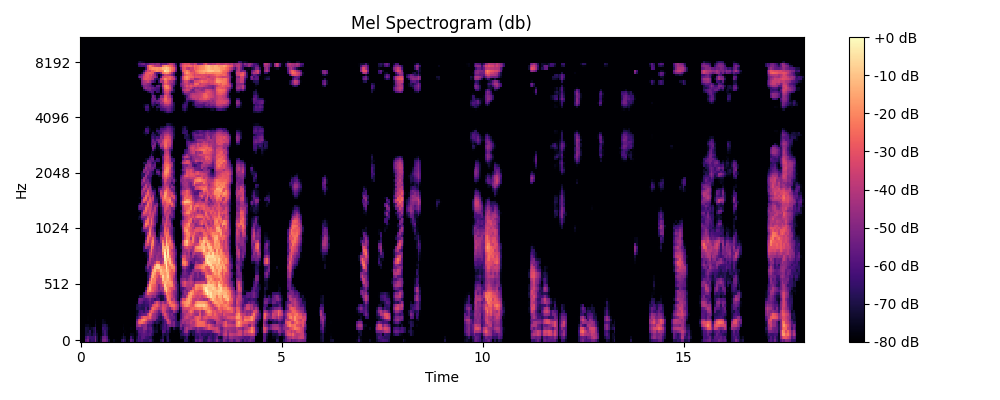 Mel Spectrogram (db)
8192
4096
2048
1024
512
0
Hz
0 5 10 15
Time
+0 dB
-10 dB
-20 dB
-30 dB
-40 dB
-50 dB
-60 dB
-70 dB
-80 dB